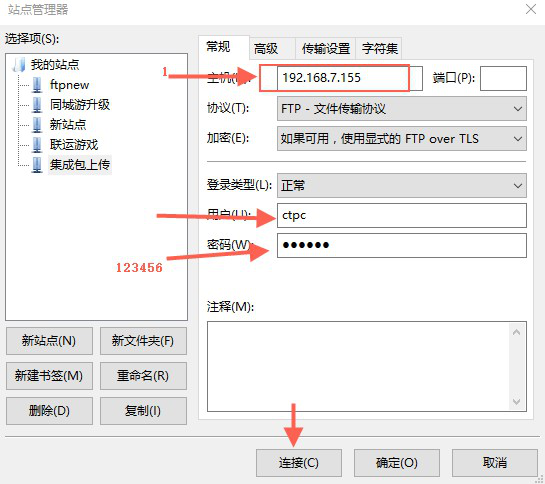 站点管理器
选择项(S):
我的站点
ftpnew
同城游升级
新站点
联运游戏
集成包上传
新站点(N) 新文件夹(F)
新建书签(M) 重命名(R)
删除(D) 复制(I)
常规 高级 传输设置 字符集
1 主机 192.168.7.155 端口(P):
协议(T): FTP - 文件传输协议
加密(E): 如果可用，使用显式的 FTP over TLS
登录类型(L): 正常
用户(U): ctpc
密码(W): ●●●●●●
123456
注释(M):
连接(C) 确定(O) 取消